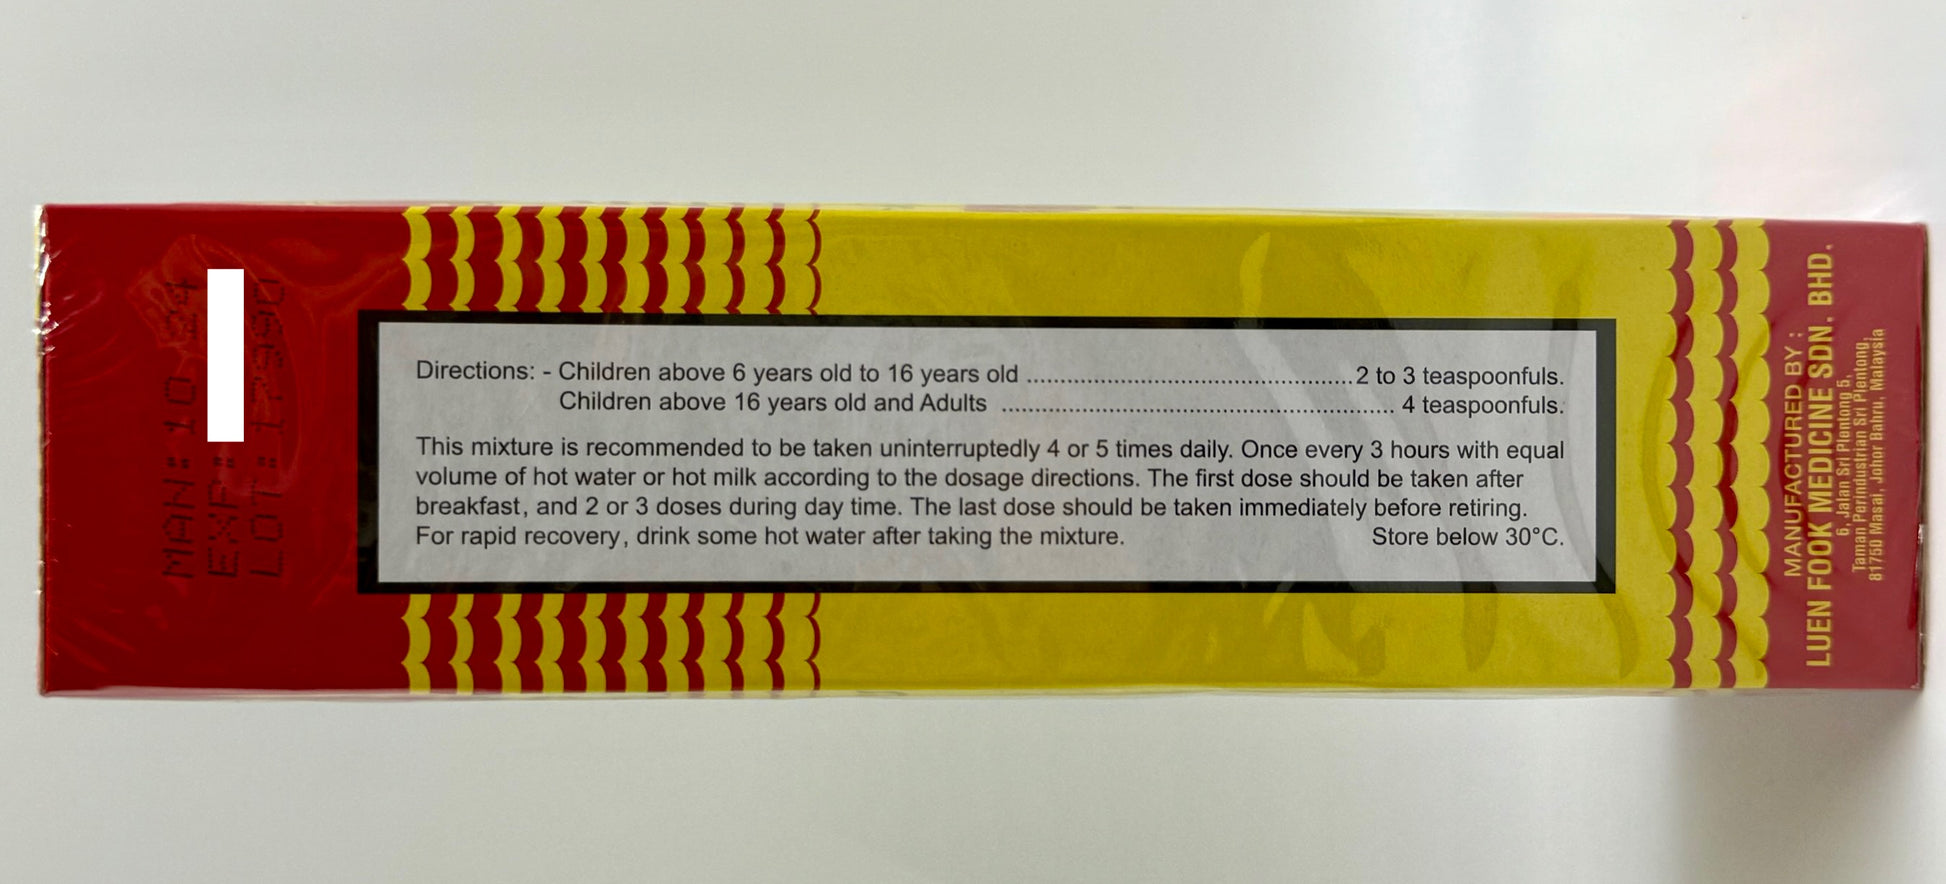 Directions: - Children above 6 years old to 16 years old ........................................ 2 to 3 teaspoonfuls.
Children above 16 years old and Adults ........................................ 4 teaspoonfuls.
This mixture is recommended to be taken uninterruptedly 4 or 5 times daily. Once every 3 hours with equal
volume of hot water or hot milk according to the dosage directions. The first dose should be taken after
breakfast, and 2 or 3 doses during day time. The last dose should be taken immediately before retiring.
For rapid recovery, drink some hot water after taking the mixture. Store below 30°C.
MAN: 10 24
EXP:
LOT:
MANUFACTURED BY :
LUEN FOOK MEDICINE SDN. BHD.
6, Jalan Sri Plentong 5,
Taman Perindustrian Sri Plentong,
81750 Masai, Johor Bahru, Malaysia